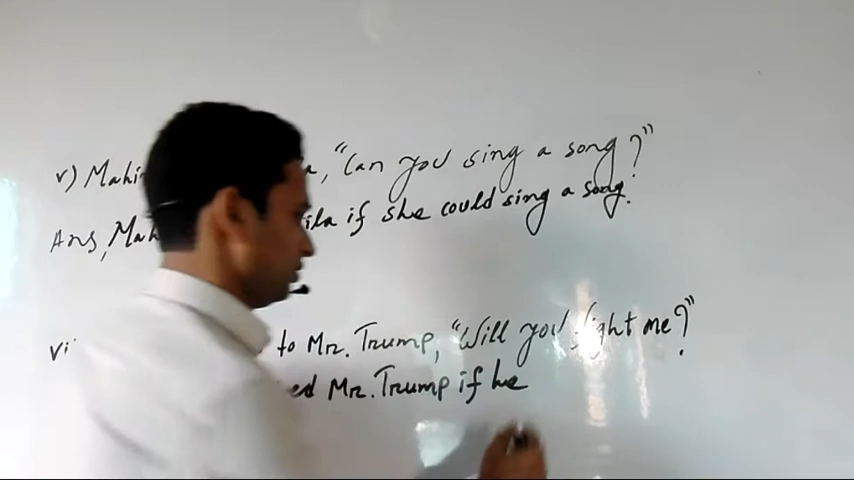 v) Mahi a, "Can you sing a song?"
Ans, Mah ila if she could sing a song.
vi to Mr. Trump, "Will you fight me?"
ed Mr. Trump if he